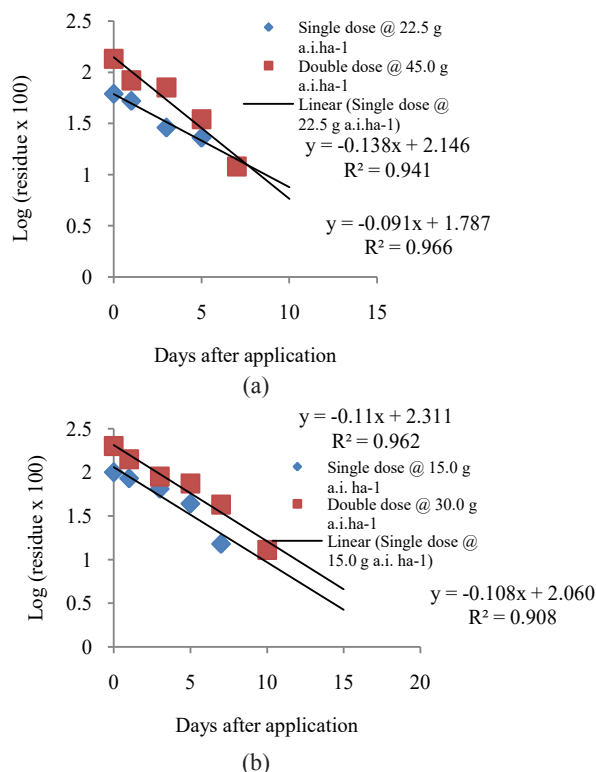 2.5
2
1.5
1
0.5
0
0
5
10
15
Log (residue x 100)
Days after application
Single dose @ 22.5 g
a.i.ha-1
Double dose @ 45.0 g
a.i.ha-1
Linear (Single dose @
22.5 g a.i.ha-1)
y = -0.138x + 2.146
R² = 0.941
y = -0.091x + 1.787
R² = 0.966
(a)
y = -0.11x + 2.311
R² = 0.962
2.5
2
1.5
1
0.5
0
0
5
10
15
20
Log (residue x 100)
Days after application
Single dose @ 15.0 g
a.i. ha-1
Double dose @ 30.0 g
a.i.ha-1
Linear (Single dose @
15.0 g a.i. ha-1)
y = -0.108x + 2.060
R² = 0.908
(b)